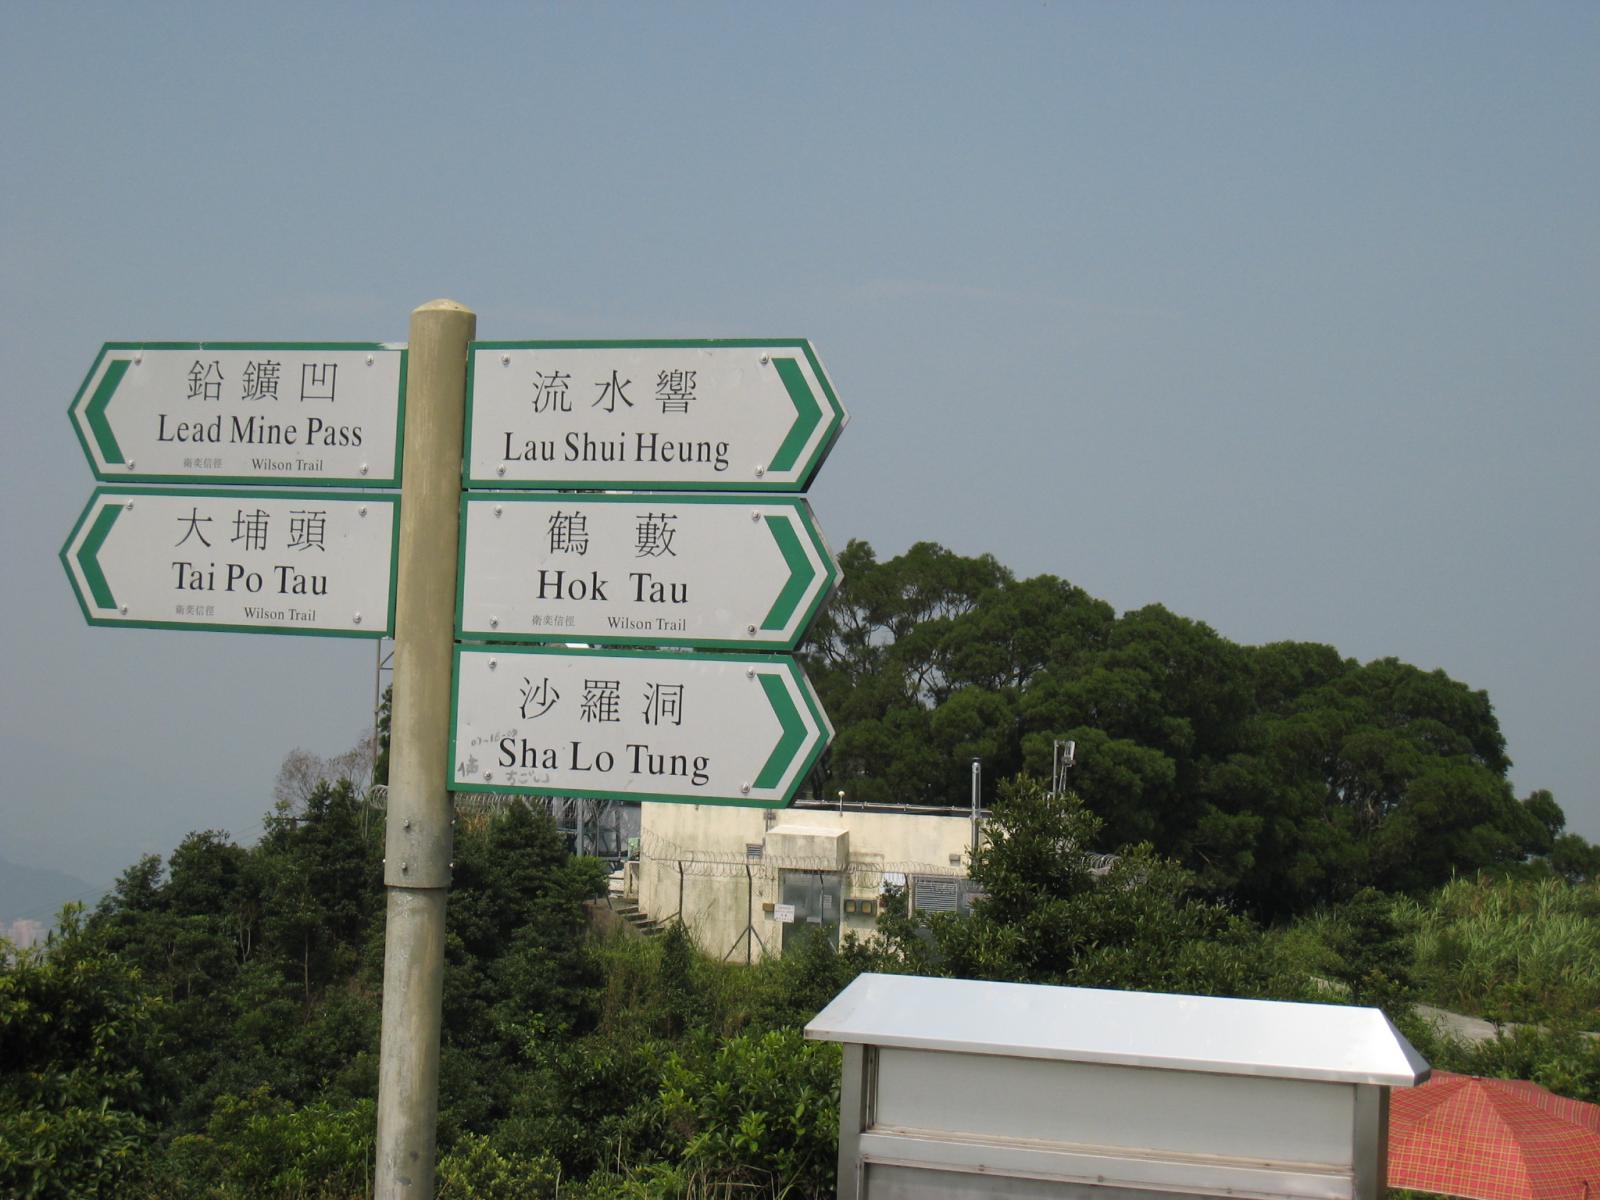 鉛鑛凹
Lead Mine Pass
衛奕信徑 Wilson Trail
大埔頭
Tai Po Tau
衛奕信徑 Wilson Trail
流水響
Lau Shui Heung
鶴藪
Hok Tau
衛奕信徑 Wilson Trail
沙羅洞
Sha Lo Tung